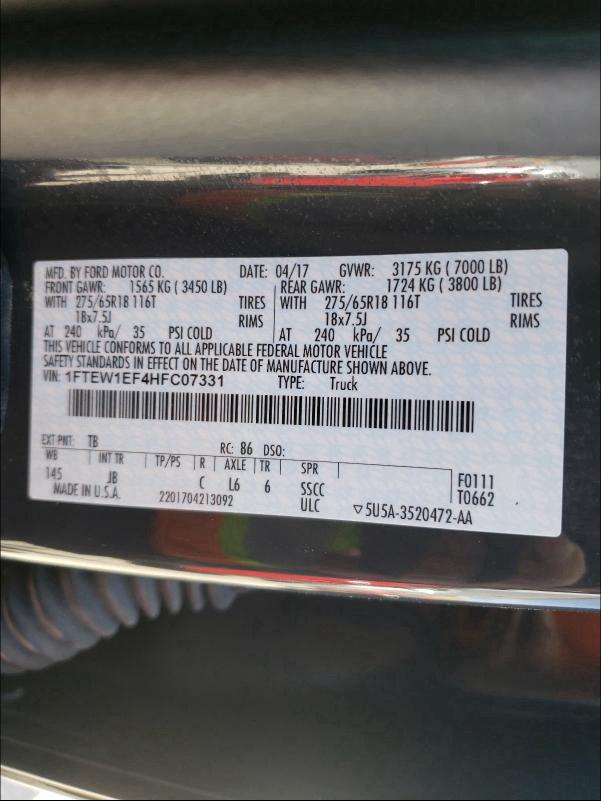 MFD. BY FORD MOTOR CO. DATE: 04/17 GVWR: 3175 KG ( 7000 LB)
FRONT GAWR: 1565 KG ( 3450 LB) REAR GAWR: 1724 KG ( 3800 LB)
WITH 275/65R18 116T TIRES WITH 275/65R18 116T TIRES
18x7.5J RIMS 18x7.5J RIMS
AT 240 kPa/ 35 PSI COLD AT 240 kPa/ 35 PSI COLD
THIS VEHICLE CONFORMS TO ALL APPLICABLE FEDERAL MOTOR VEHICLE
SAFETY STANDARDS IN EFFECT ON THE DATE OF MANUFACTURE SHOWN ABOVE.
VIN: 1FTEW1EF4HFC07331 TYPE: Truck
EXT PNT: TB RC: 86 DSO:
WB INT TR TP/PS R AXLE TR SPR F0111
145 JB C L6 6 SSCC T0662
MADE IN U.S.A. 2201704213092 ULC ▽5U5A-3520472-AA